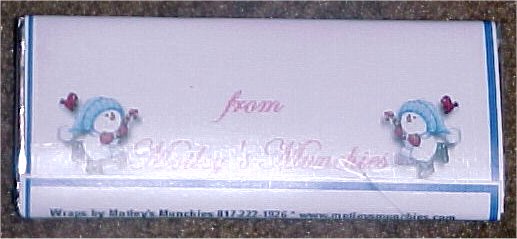 from
Motley's Munchies
Wraps by Motley's Munchies 817-222-1926 * www.motleysmunchies.com